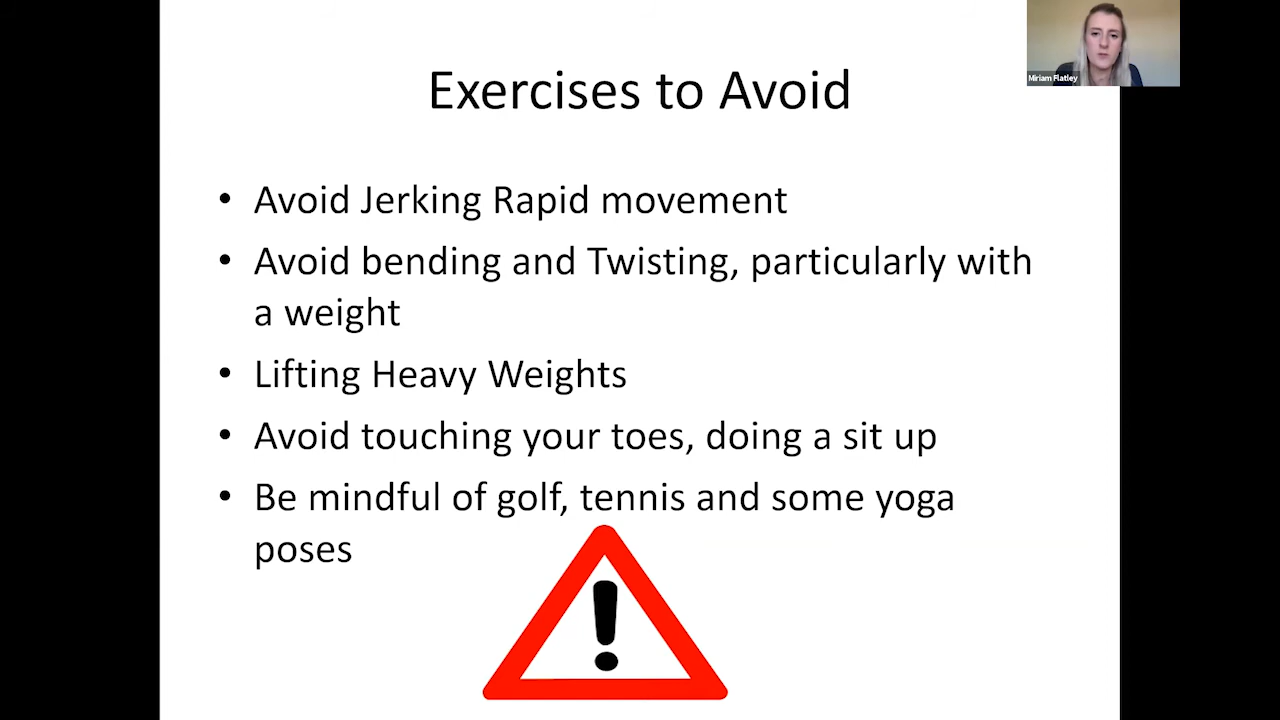 Miriam Flatley
Exercises to Avoid
• Avoid Jerking Rapid movement
• Avoid bending and Twisting, particularly with
a weight
• Lifting Heavy Weights
• Avoid touching your toes, doing a sit up
• Be mindful of golf, tennis and some yoga
poses
!